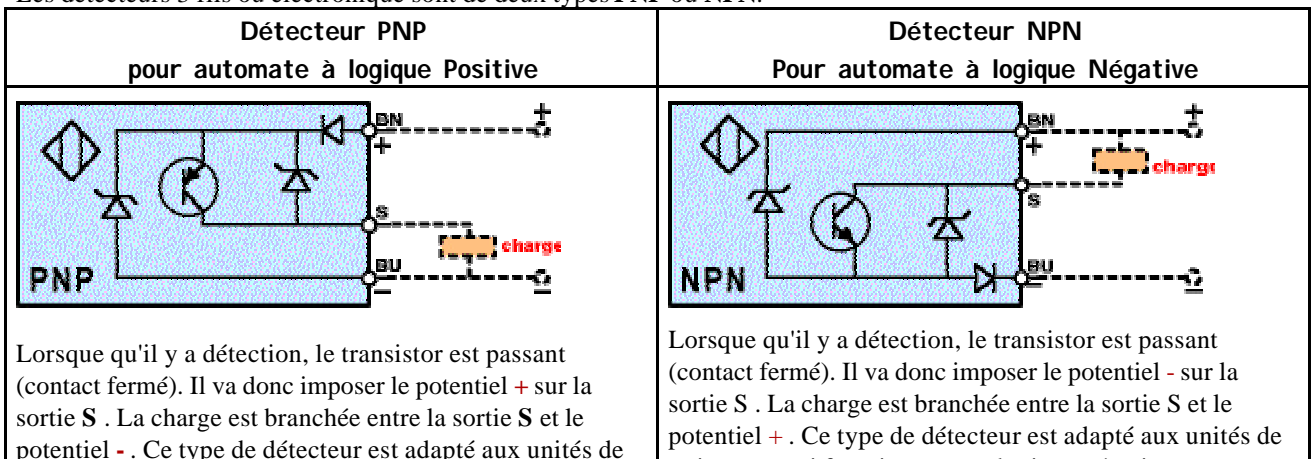 Détecteur PNP
pour automate à logique Positive
BN
+
+
S
charge
BU
-
-
PNP
Lorsque qu'il y a détection, le transistor est passant
(contact fermé). Il va donc imposer le potentiel + sur la
sortie S . La charge est branchée entre la sortie S et le
potentiel - . Ce type de détecteur est adapté aux unités de
Détecteur NPN
Pour automate à logique Négative
BN
+
+
charge
S
BU
-
-
NPN
Lorsque qu'il y a détection, le transistor est passant
(contact fermé). Il va donc imposer le potentiel - sur la
sortie S . La charge est branchée entre la sortie S et le
potentiel + . Ce type de détecteur est adapté aux unités de